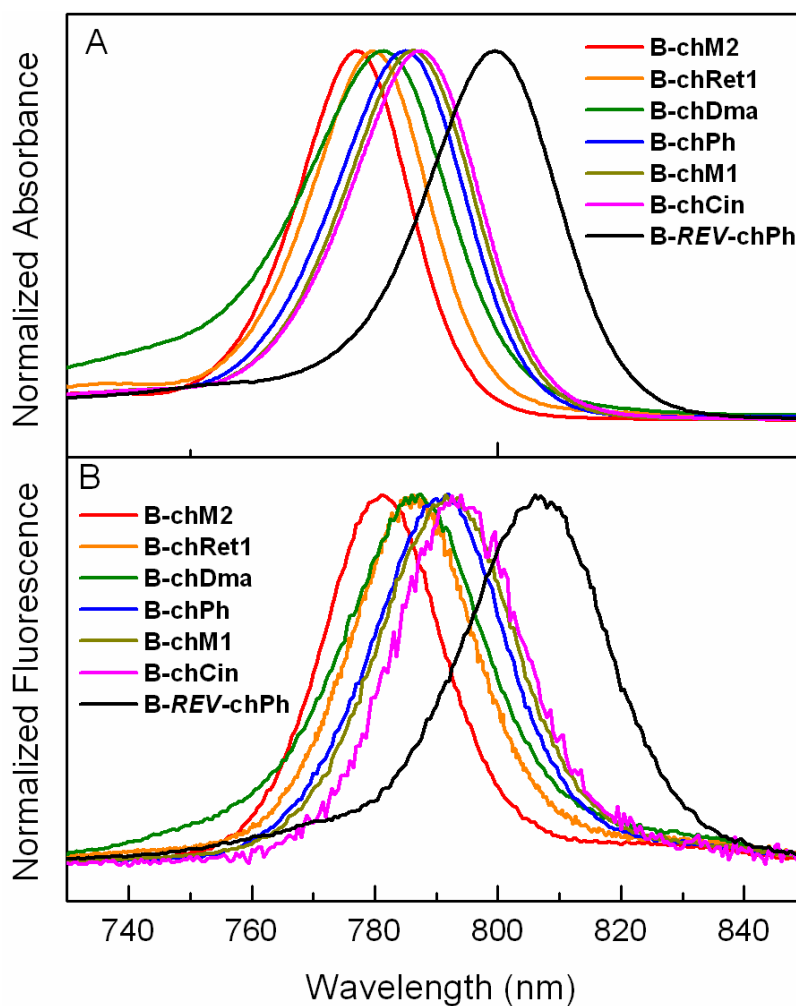 A
Normalized Absorbance
B-chM2
B-chRet1
B-chDma
B-chPh
B-chM1
B-chCin
B-REV-chPh
B
Normalized Fluorescence
B-chM2
B-chRet1
B-chDma
B-chPh
B-chM1
B-chCin
B-REV-chPh
740 760 780 800 820 840
Wavelength (nm)